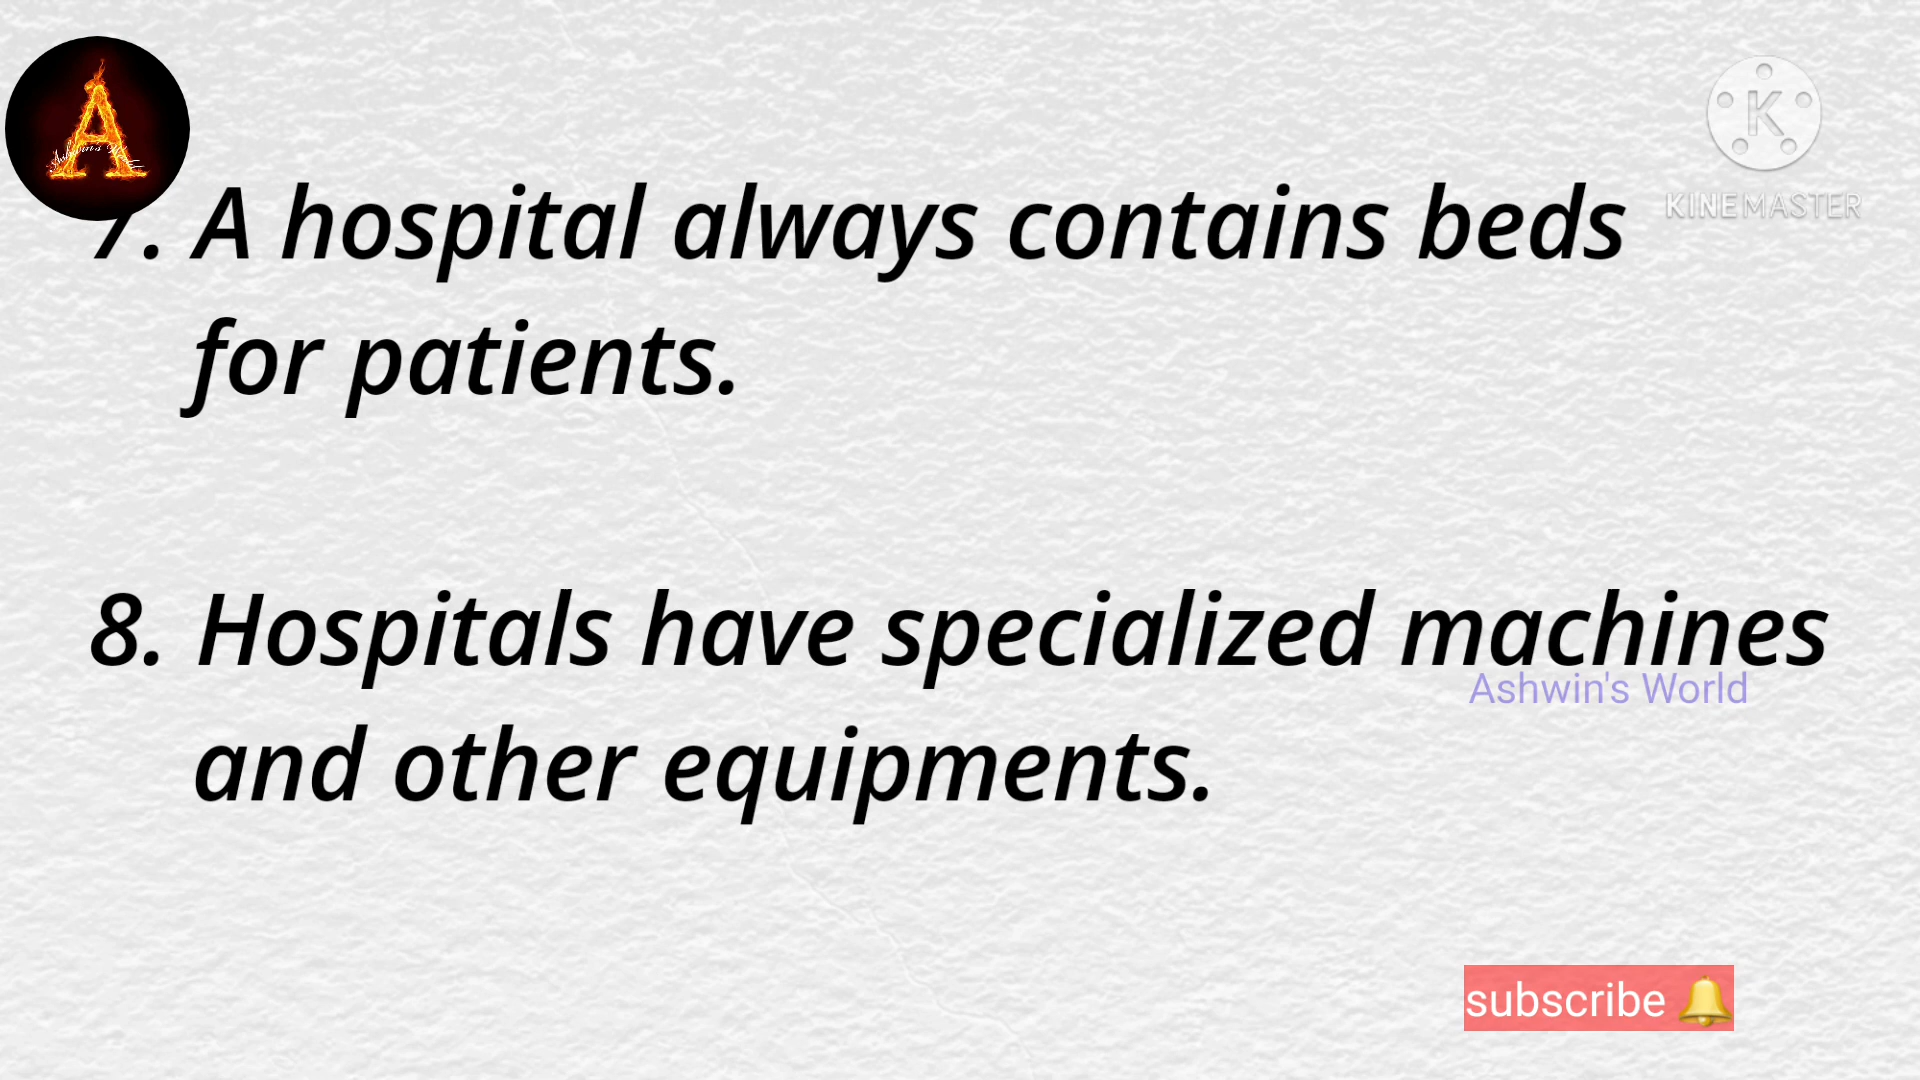 7. A hospital always contains beds
for patients.
8. Hospitals have specialized machines
and other equipments.
Ashwin's World
subscribe 🔔
K
KINEMASTER
A